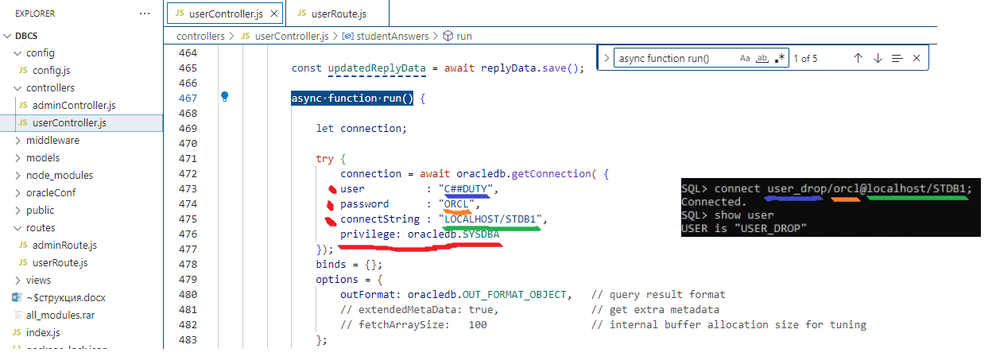 EXPLORER
···
DBCS
config
JS config.js
controllers
JS adminController.js
JS userController.js
middleware
models
node_modules
oracleConf
public
routes
JS adminRoute.js
JS userRoute.js
views
~$струкция.docx
all_modules.rar
JS index.js
package-lock.json
JS userController.js
JS userRoute.js
controllers > JS userController.js > studentAnswers > run
async function run() Aa ab .* 1 of 5
464
465 const updatedReplyData = await replyData.save();
466
467 async·function·run() {
468
469 let connection;
470
471 try {
472 connection = await oracledb.getConnection( {
473 user : "C##DUTY",
474 password : "ORCL",
475 connectString : "LOCALHOST/STDB1",
476 privilege: oracledb.SYSDBA
477 });
478 binds = {};
479 options = {
480 outFormat: oracledb.OUT_FORMAT_OBJECT, // query result format
481 // extendedMetaData: true, // get extra metadata
482 // fetchArraySize: 100 // internal buffer allocation size for tuning
483 };
SQL> connect user_drop/orcl@localhost/STDB1;
Connected.
SQL> show user
USER is "USER_DROP"